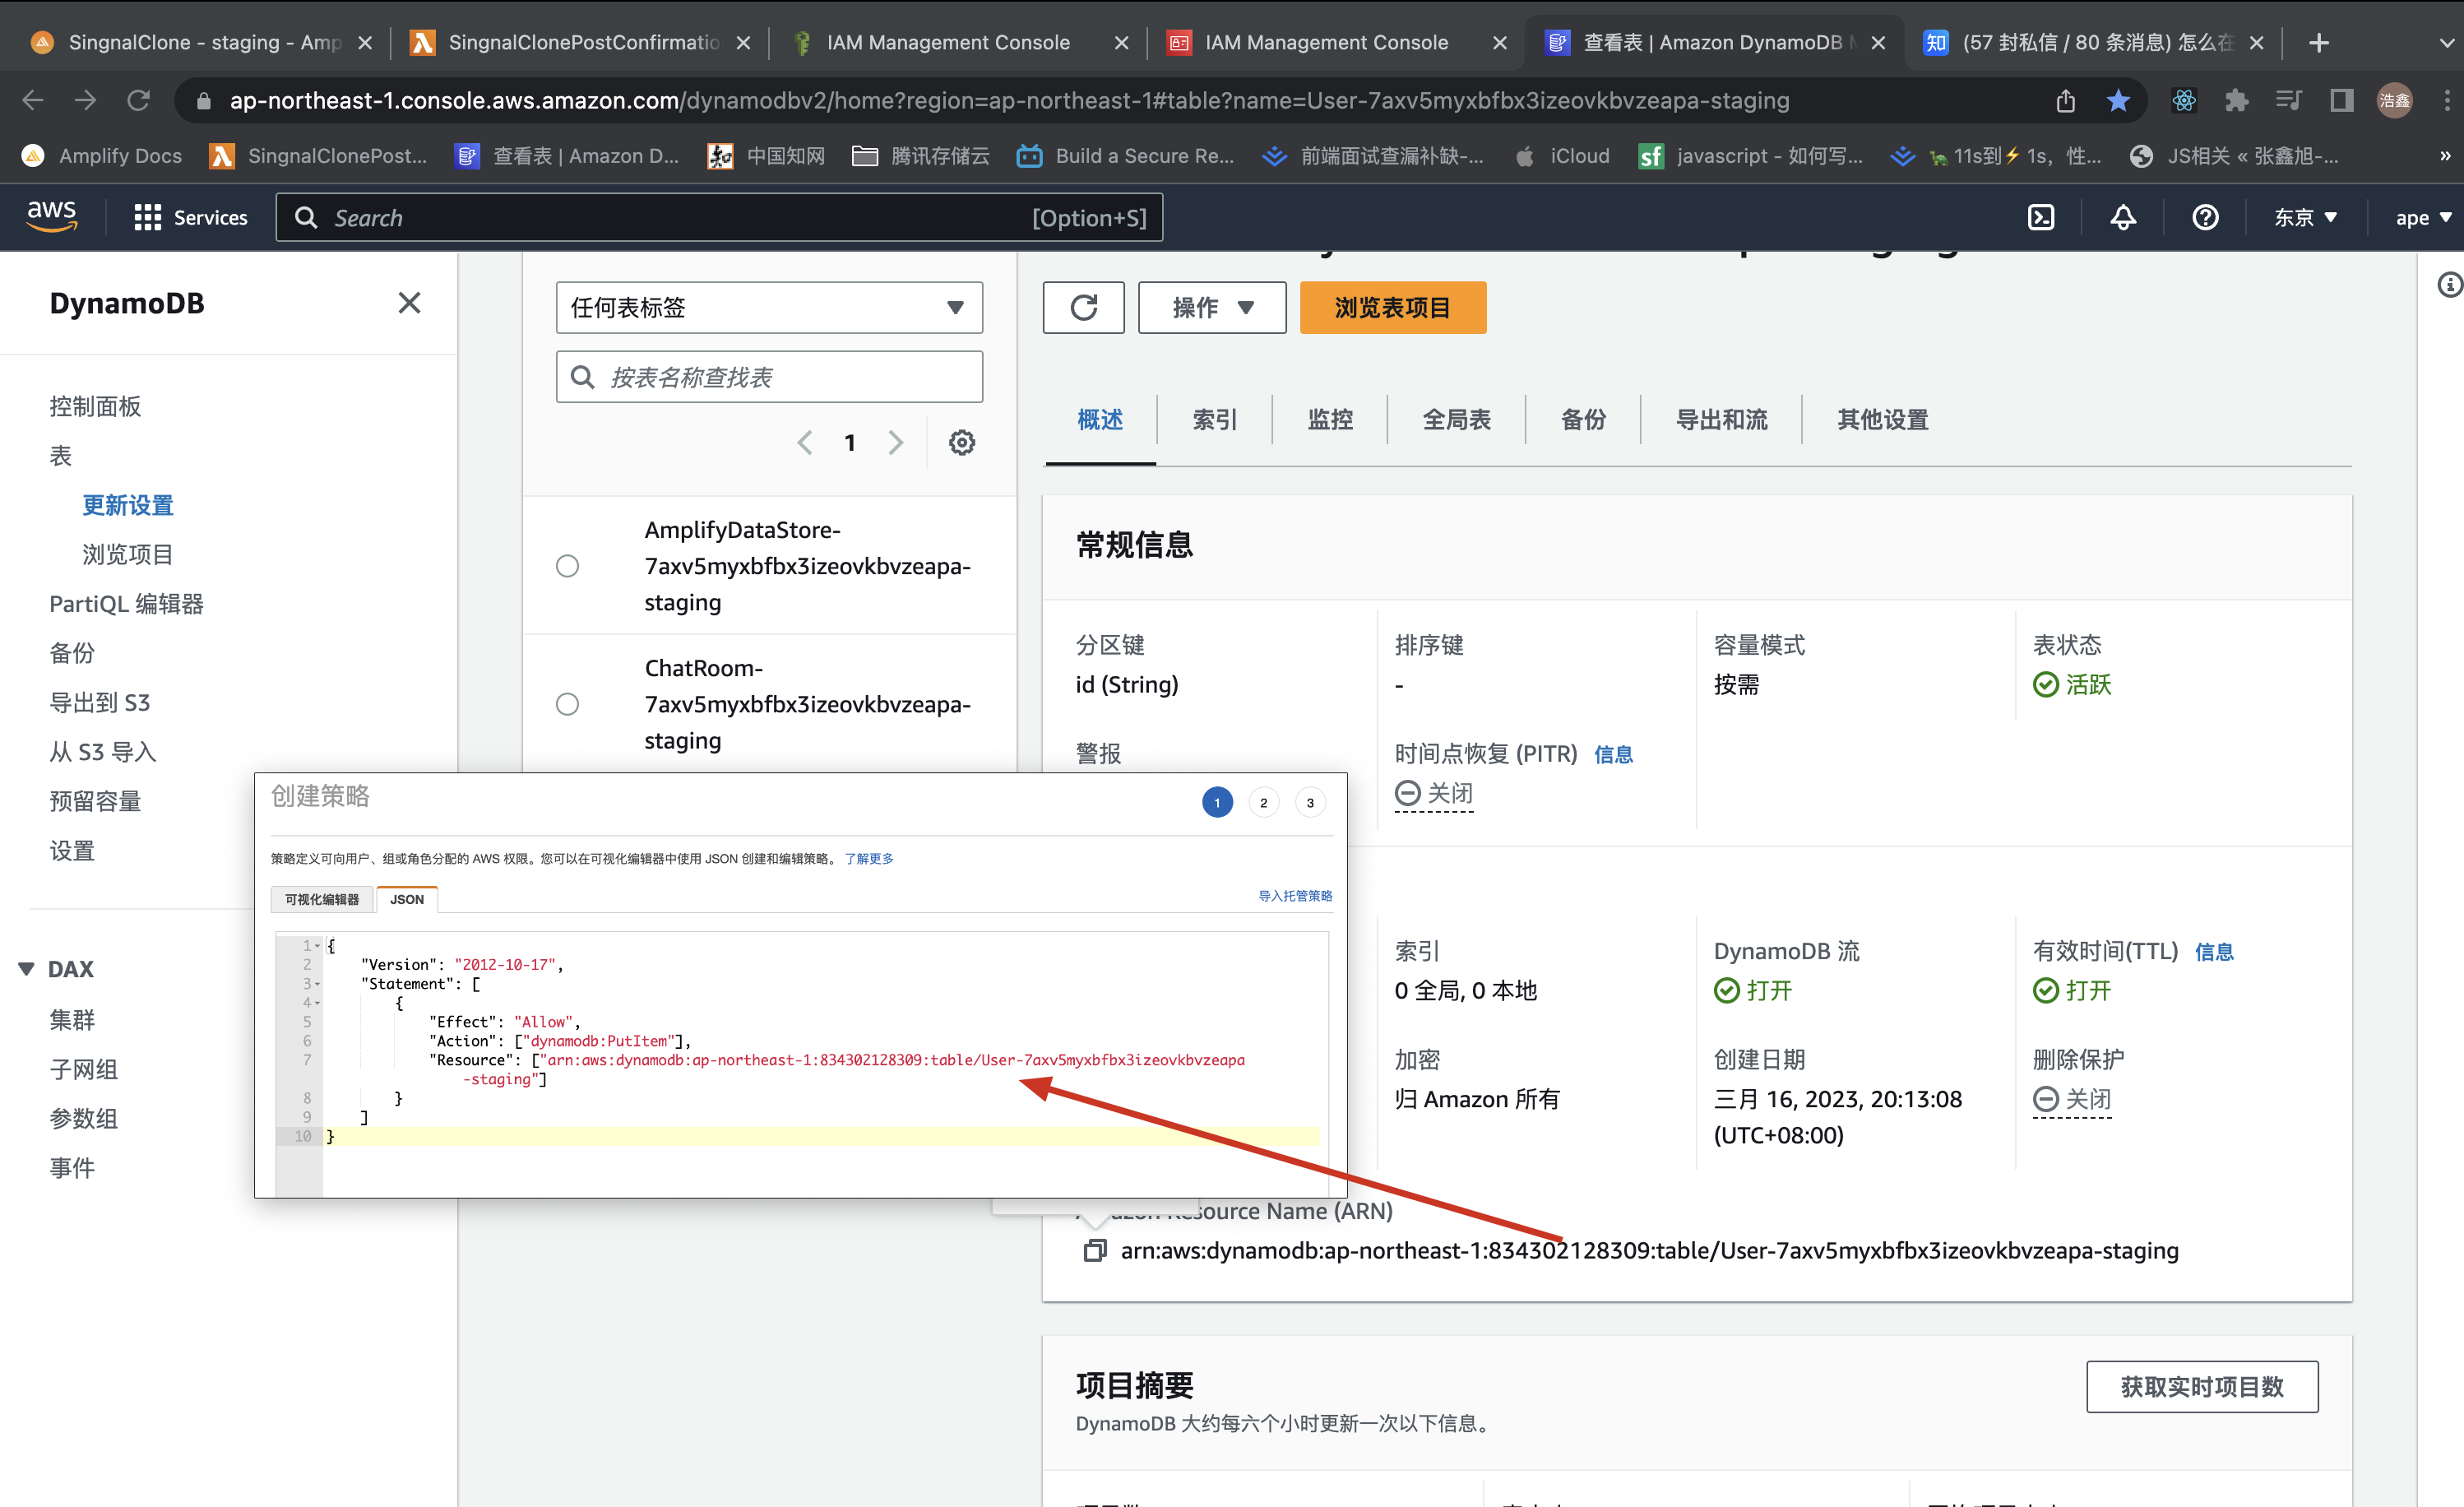 SingnalClone - staging - Amp
SingnalClonePostConfirmatio
IAM Management Console
IAM Management Console
查看表 | Amazon DynamoDB M
(57 封私信 / 80 条消息) 怎么在
ap-northeast-1.console.aws.amazon.com/dynamodbv2/home?region=ap-northeast-1#table?name=User-7axv5myxbfbx3izeovkbvzeapa-staging
浩鑫
Amplify Docs
SingnalClonePost...
查看表 | Amazon D...
中国知网
腾讯存储云
Build a Secure Re...
前端面试查漏补缺-...
iCloud
sf javascript - 如何写...
11s到⚡1s，性...
JS相关 « 张鑫旭-...
»
aws
Services
Search
[Option+S]
东京
ape
DynamoDB
控制面板
表
更新设置
浏览项目
PartiQL 编辑器
备份
导出到 S3
从 S3 导入
预留容量
设置
DAX
集群
子网组
参数组
事件
任何表标签
按表名称查找表
1
AmplifyDataStore-
7axv5myxbfbx3izeovkbvzeapa-
staging
ChatRoom-
7axv5myxbfbx3izeovkbvzeapa-
staging
操作
浏览表项目
概述
索引
监控
全局表
备份
导出和流
其他设置
常规信息
分区键
id (String)
排序键
-
容量模式
按需
表状态
活跃
警报
时间点恢复 (PITR) 信息
关闭
创建策略
1 2 3
策略定义可向用户、组或角色分配的 AWS 权限。您可以在可视化编辑器中使用 JSON 创建和编辑策略。 了解更多
可视化编辑器
JSON
导入托管策略
1 {
2 "Version": "2012-10-17",
3 "Statement": [
4 {
5 "Effect": "Allow",
6 "Action": ["dynamodb:PutItem"],
7 "Resource": ["arn:aws:dynamodb:ap-northeast-1:834302128309:table/User-7axv5myxbfbx3izeovkbvzeapa
-staging"]
8 }
9 ]
10 }
索引
0 全局, 0 本地
DynamoDB 流
打开
有效时间(TTL) 信息
打开
加密
归 Amazon 所有
创建日期
三月 16, 2023, 20:13:08
(UTC+08:00)
删除保护
关闭
Resource Name (ARN)
arn:aws:dynamodb:ap-northeast-1:834302128309:table/User-7axv5myxbfbx3izeovkbvzeapa-staging
项目摘要
获取实时项目数
DynamoDB 大约每六个小时更新一次以下信息。